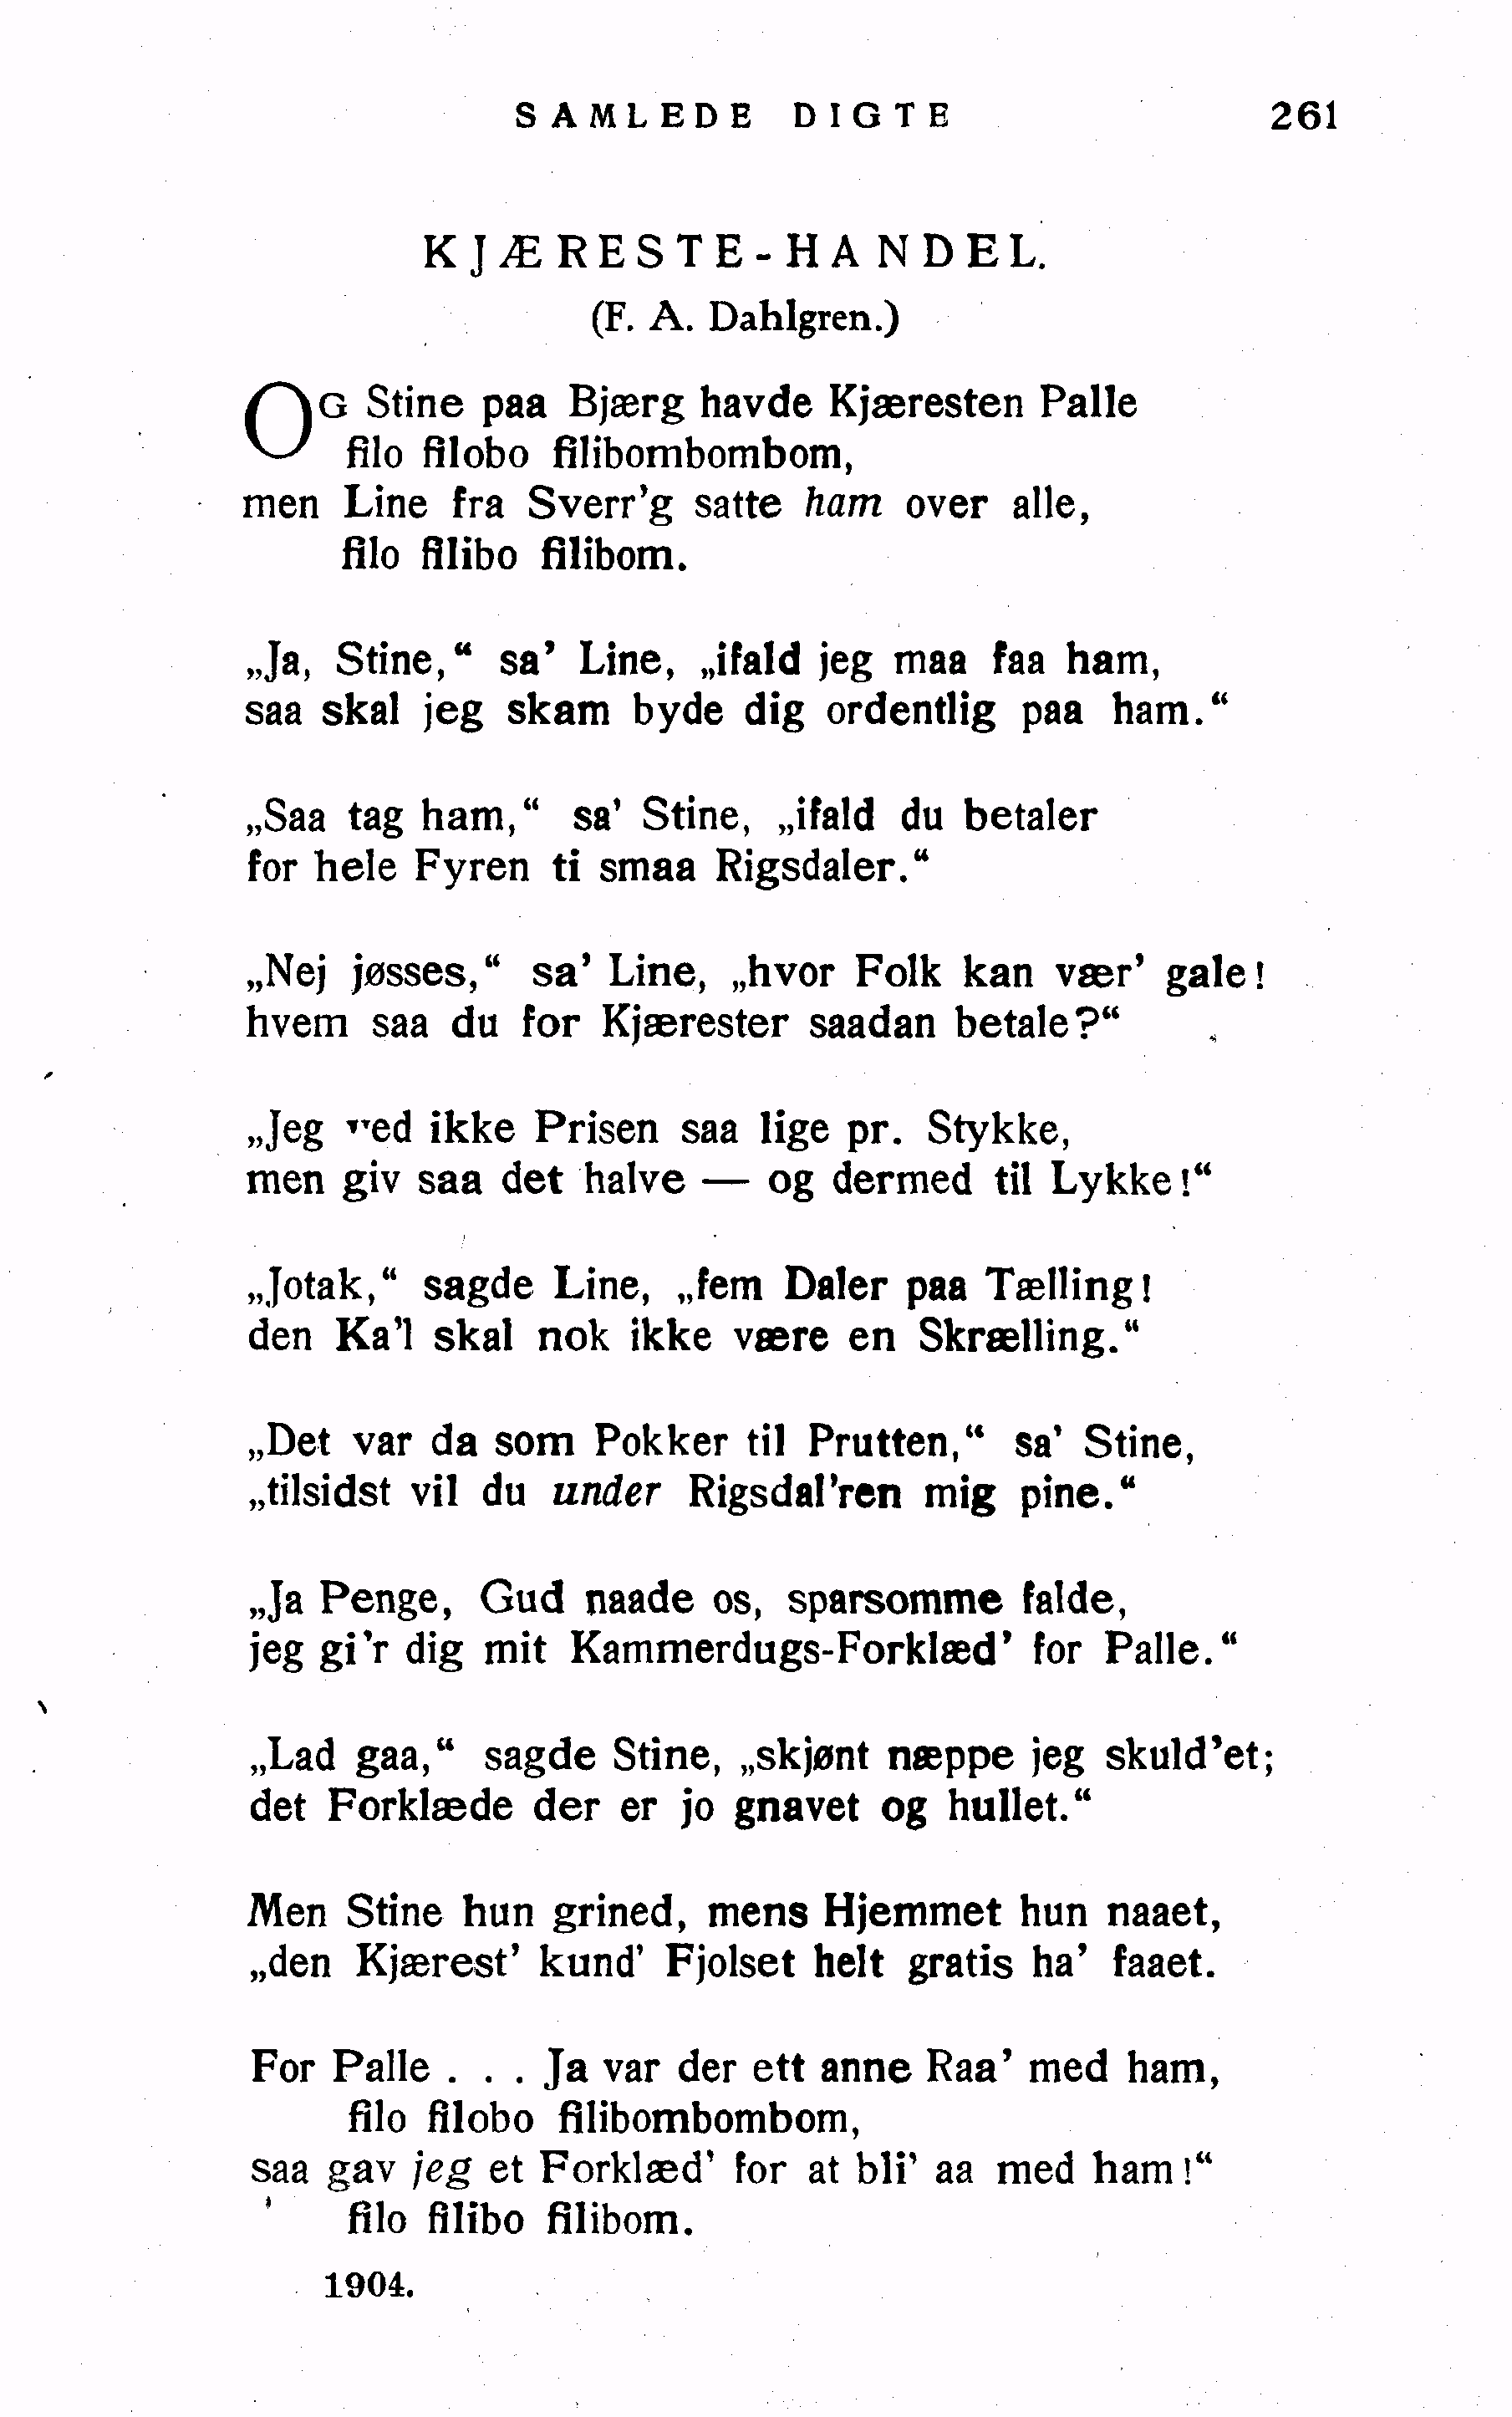 SAMLEDE DIGTE 261
KJÆRESTE-HANDEL.
(F. A. Dahlgren.)
OG Stine paa Bjærg havde Kjæresten Palle
filo filobo filibombombom,
men Line fra Sverr'g satte ham over alle,
filo filibo filibom.
„Ja, Stine,“ sa' Line, „ifald jeg maa faa ham,
saa skal jeg skam byde dig ordentlig paa ham.“
„Saa tag ham,“ sa' Stine, „ifald du betaler
for hele Fyren ti smaa Rigsdaler.“
„Nej jøsses,“ sa' Line, „hvor Folk kan vær' gale!
hvem saa du for Kjærester saadan betale?“
„Jeg ved ikke Prisen saa lige pr. Stykke,
men giv saa det halve — og dermed til Lykke!“
„Jotak,“ sagde Line, „fem Daler paa Tælling!
den Ka'l skal nok ikke være en Skrælling.“
„Det var da som Pokker til Prutten,“ sa' Stine,
„tilsidst vil du under Rigsdal'ren mig pine.“
„Ja Penge, Gud naade os, sparsomme falde,
jeg gi'r dig mit Kammerdugs-Forklæd' for Palle.“
„Lad gaa,“ sagde Stine, „skjønt næppe jeg skuld'et;
det Forklæde der er jo gnavet og hullet.“
Men Stine hun grined, mens Hjemmet hun naaet,
„den Kjærest' kund' Fjolset helt gratis ha' faaet.
For Palle . . . Ja var der ett anne Raa' med ham,
filo filobo filibombombom,
saa gav jeg et Forklæd' for at bli' aa med ham!“
filo filibo filibom.
1904.